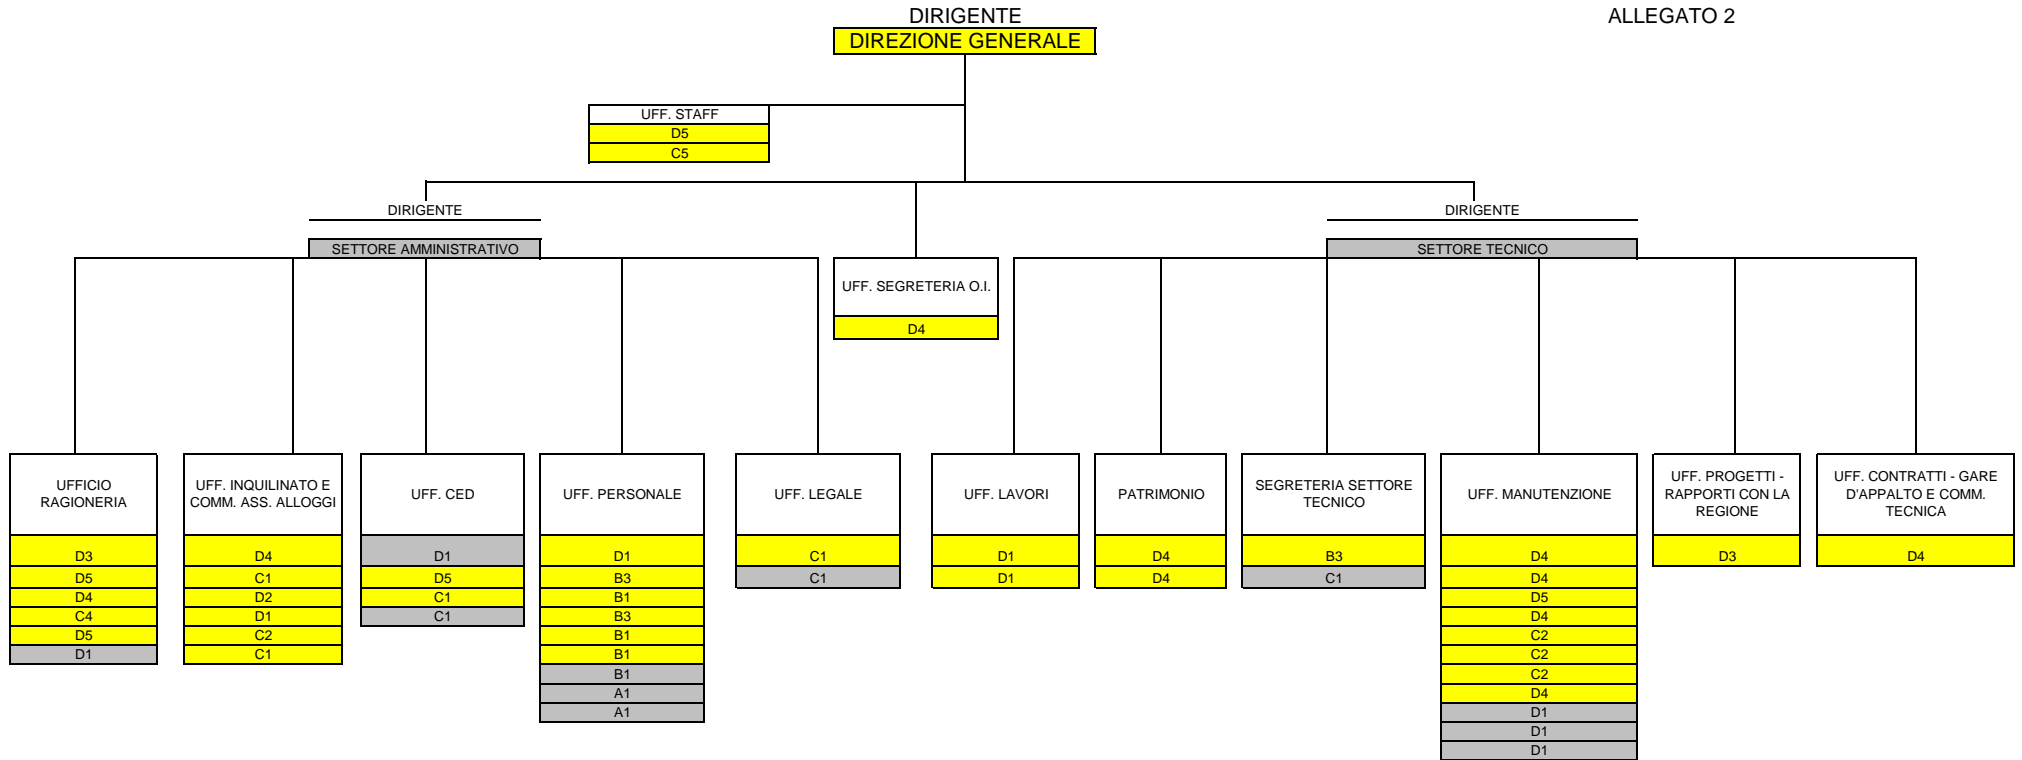 DIRIGENTE
ALLEGATO 2
DIREZIONE GENERALE
UFF. STAFF
D5
C5
DIRIGENTE
SETTORE AMMINISTRATIVO
DIRIGENTE
SETTORE TECNICO
UFF. SEGRETERIA O.I.
D4
UFFICIO
RAGIONERIA
D3
D5
D4
C4
D5
D1
UFF. INQUILINATO E
COMM. ASS. ALLOGGI
D4
C1
D2
D1
C2
C1
UFF. CED
D1
D5
C1
C1
UFF. PERSONALE
D1
B3
B1
B3
B1
B1
B1
A1
A1
UFF. LEGALE
C1
C1
UFF. LAVORI
D1
D1
PATRIMONIO
D4
D4
SEGRETERIA SETTORE
TECNICO
B3
C1
UFF. MANUTENZIONE
D4
D4
D5
D4
C2
C2
C2
D4
D1
D1
D1
UFF. PROGETTI -
RAPPORTI CON LA
REGIONE
D3
UFF. CONTRATTI - GARE
D'APPALTO E COMM.
TECNICA
D4